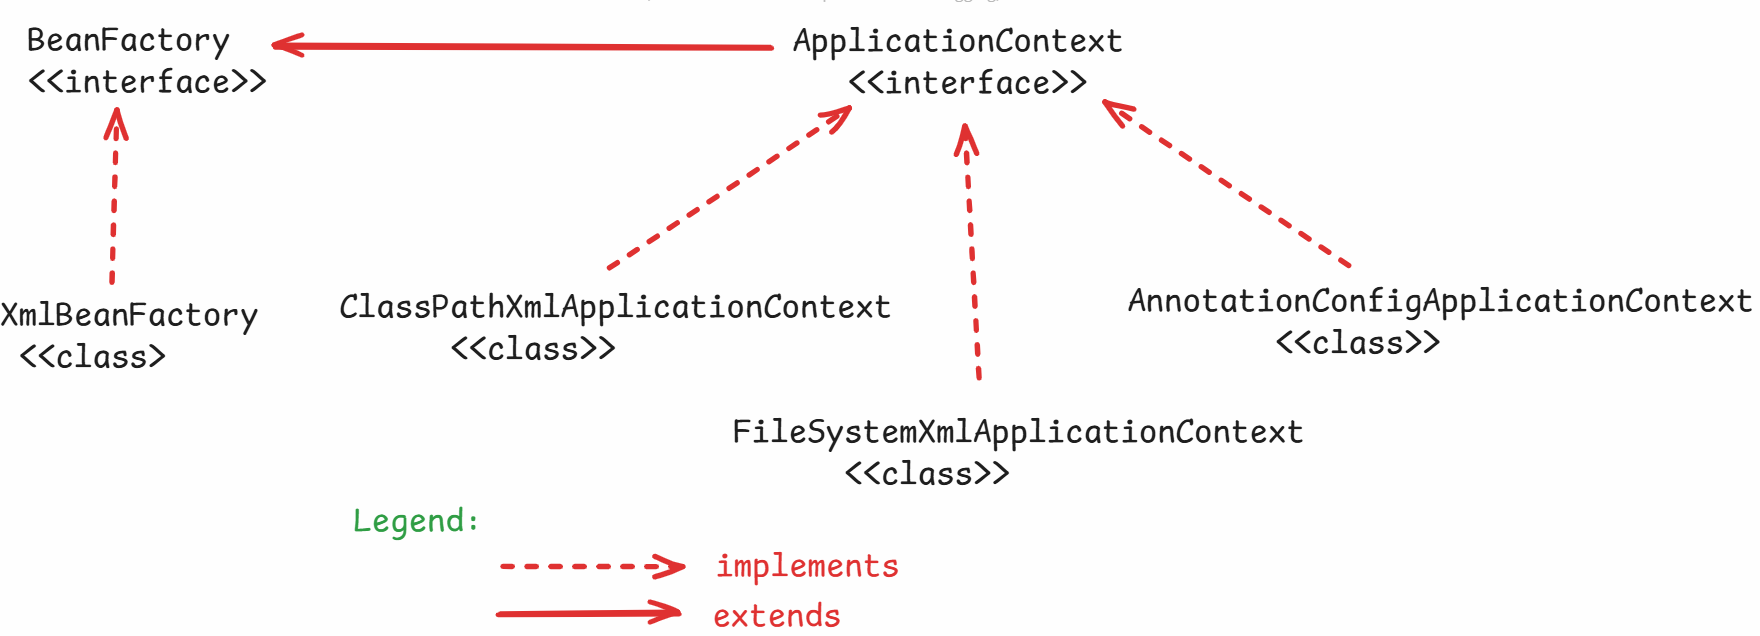 BeanFactory
<<interface>>
ApplicationContext
<<interface>>
XmlBeanFactory
<<class>
ClassPathXmlApplicationContext
<<class>>
AnnotationConfigApplicationContext
<<class>>
FileSystemXmlApplicationContext
<<class>>
Legend:
implements
extends